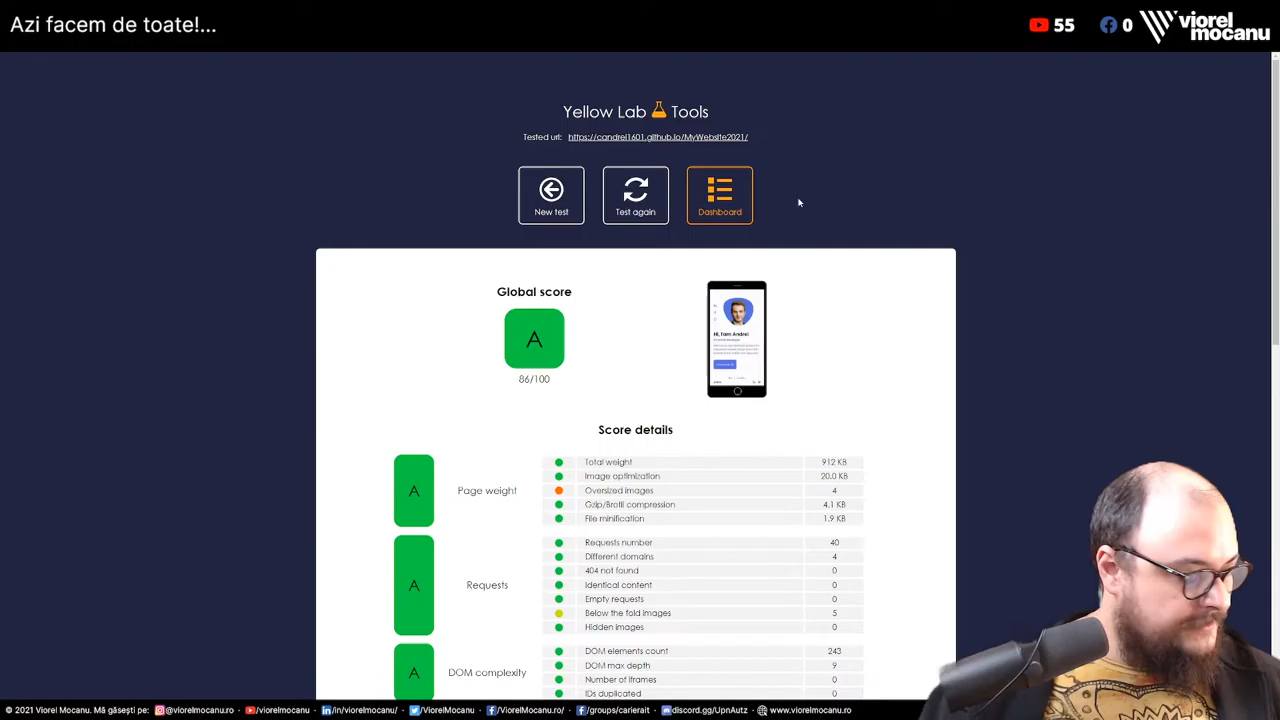 Azi facem de toate!...
55
0
viorel
mocanu
Yellow Lab Tools
Tested url: https://candrei1601.github.io/MyWebsite2021/
New test
Test again
Dashboard
Global score
A
86/100
Hi, I'am Andrei
Score details
A
Page weight
Total weight 912 KB
Image optimization 20.0 KB
Oversized images 4
Gzip/Brotli compression 4.1 KB
File minification 1.9 KB
A
Requests
Requests number 40
Different domains 4
404 not found 0
Identical content 0
Empty requests 0
Below the fold images 5
Hidden images 0
A
DOM complexity
DOM elements count 243
DOM max depth 9
Number of iframes 0
IDs duplicated 0
© 2021 Viorel Mocanu. Mă găsești pe: @viorelmocanu.ro /viorelmocanu /in/viorelmocanu/ /ViorelMocanu /ViorelMocanu.ro/ /groups/carierait /discord.gg/UpnAutz www.viorelmocanu.ro